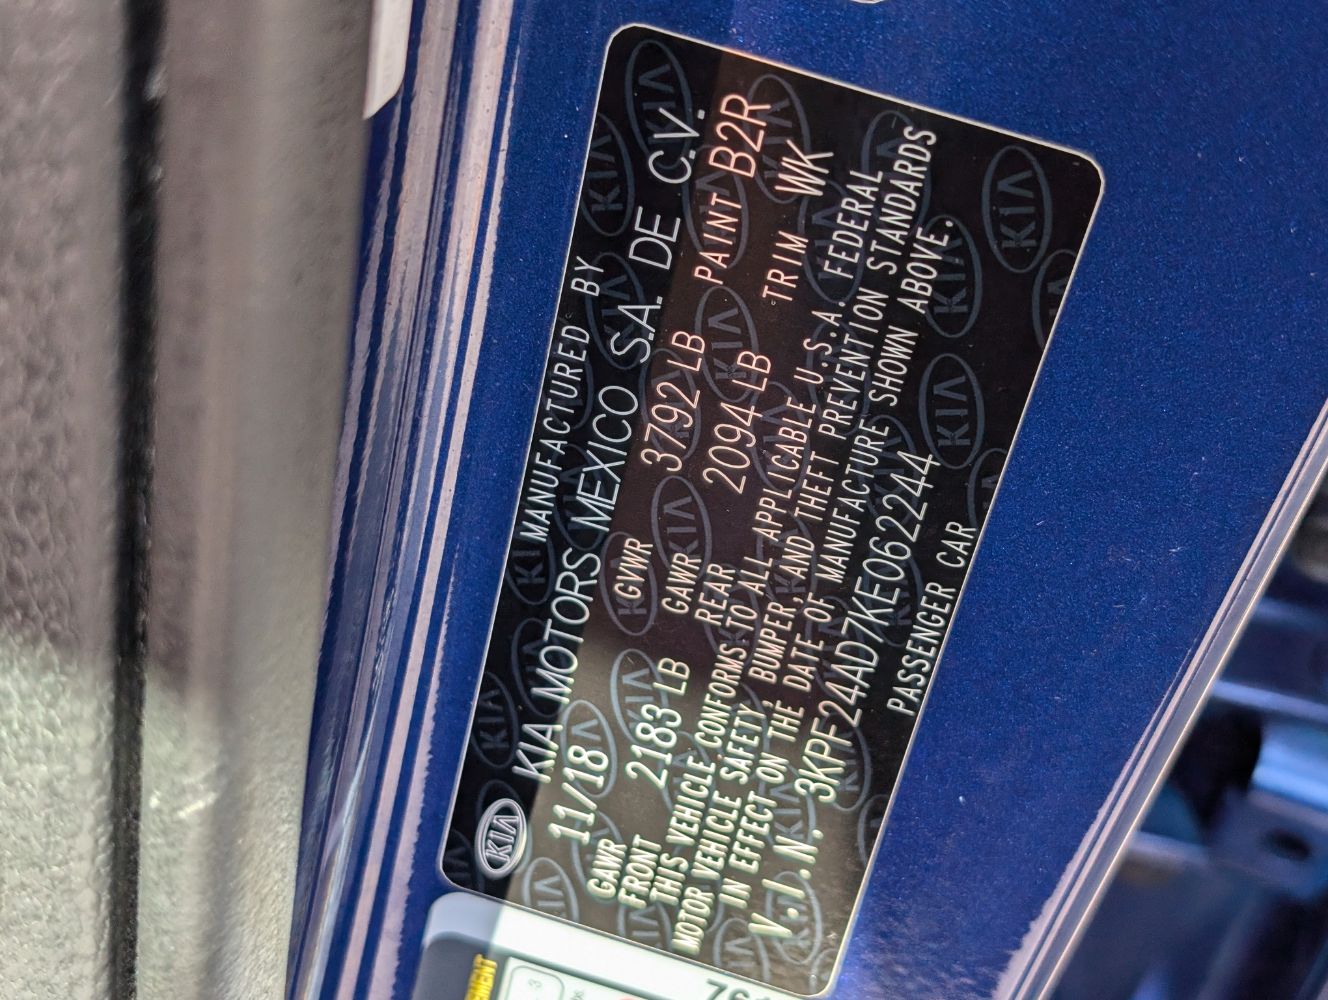 KIA
MANUFACTURED BY
KIA MOTORS MEXICO S.A. DE C.V.
11/18 GVWR 3792 LB PAINT B2R
GAWR FRONT 2183 LB GAWR REAR 2094 LB TRIM WK
THIS VEHICLE CONFORMS TO ALL APPLICABLE U.S.A. FEDERAL
MOTOR VEHICLE SAFETY, BUMPER, AND THEFT PREVENTION STANDARDS
IN EFFECT ON THE DATE OF MANUFACTURE SHOWN ABOVE.
V.I.N. 3KPF24AD7KE062244
PASSENGER CAR